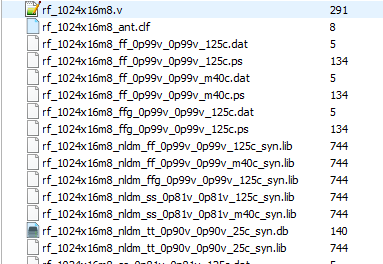 rf_1024x16m8.v 291
rf_1024x16m8_ant.clf 8
rf_1024x16m8_ff_0p99v_0p99v_125c.dat 5
rf_1024x16m8_ff_0p99v_0p99v_125c.ps 134
rf_1024x16m8_ff_0p99v_0p99v_m40c.dat 5
rf_1024x16m8_ff_0p99v_0p99v_m40c.ps 134
rf_1024x16m8_ffg_0p99v_0p99v_125c.dat 5
rf_1024x16m8_ffg_0p99v_0p99v_125c.ps 134
rf_1024x16m8_nldm_ff_0p99v_0p99v_125c_syn.lib 744
rf_1024x16m8_nldm_ff_0p99v_0p99v_m40c_syn.lib 744
rf_1024x16m8_nldm_ffg_0p99v_0p99v_125c_syn.lib 744
rf_1024x16m8_nldm_ss_0p81v_0p81v_125c_syn.lib 744
rf_1024x16m8_nldm_ss_0p81v_0p81v_m40c_syn.lib 744
rf_1024x16m8_nldm_tt_0p90v_0p90v_25c_syn.db 140
rf_1024x16m8_nldm_tt_0p90v_0p90v_25c_syn.lib 744